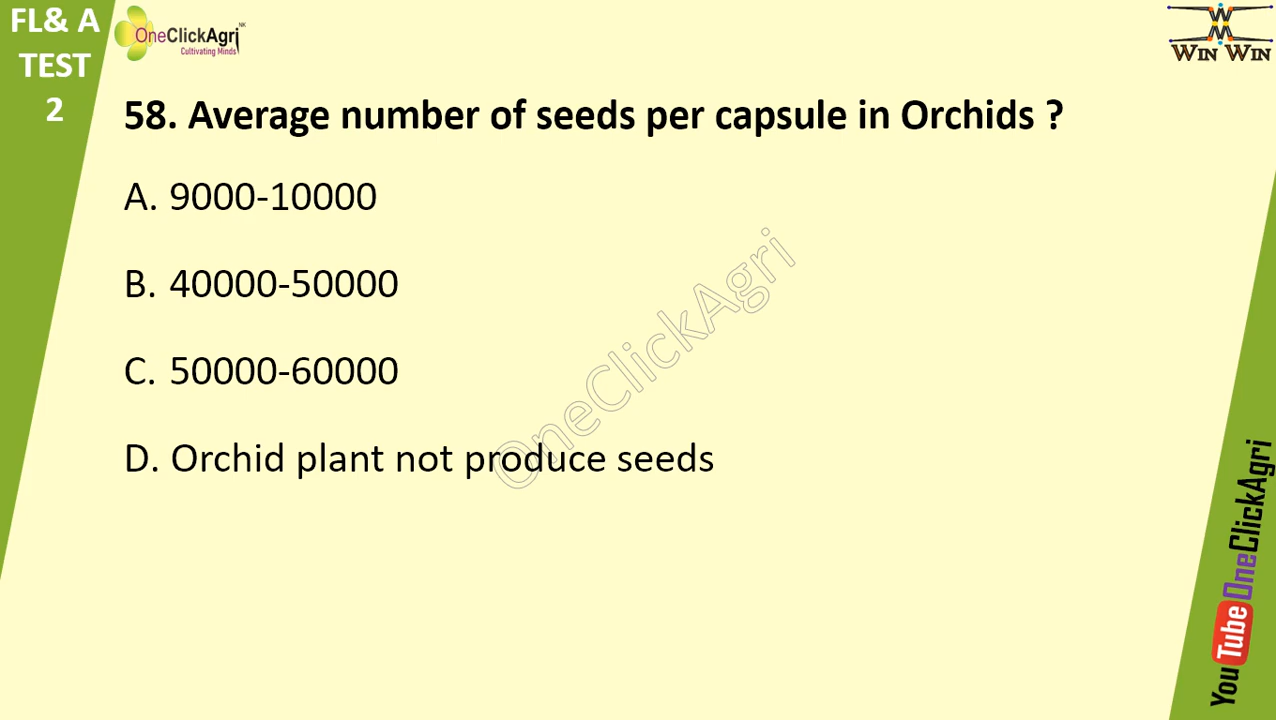 FL& A
TEST
2
OneClickAgri NK
Cultivating Minds
WIN WIN
58. Average number of seeds per capsule in Orchids ?
A. 9000-10000
B. 40000-50000
C. 50000-60000
D. Orchid plant not produce seeds
©OneClickAgri
YouTube OneClickAgri